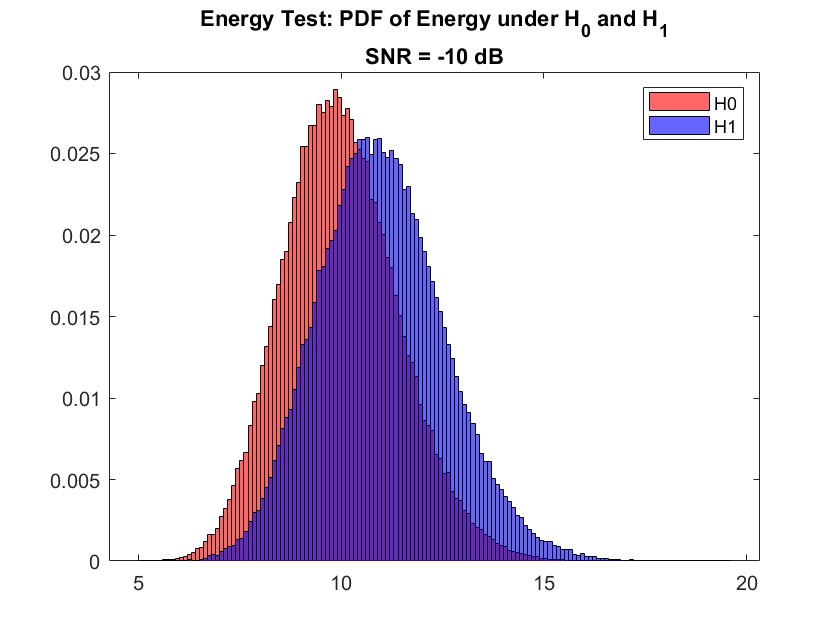 Energy Test: PDF of Energy under H₀ and H₁
SNR = -10 dB
0.03
0.025
0.02
0.015
0.01
0.005
0
5
10
15
20
H0
H1